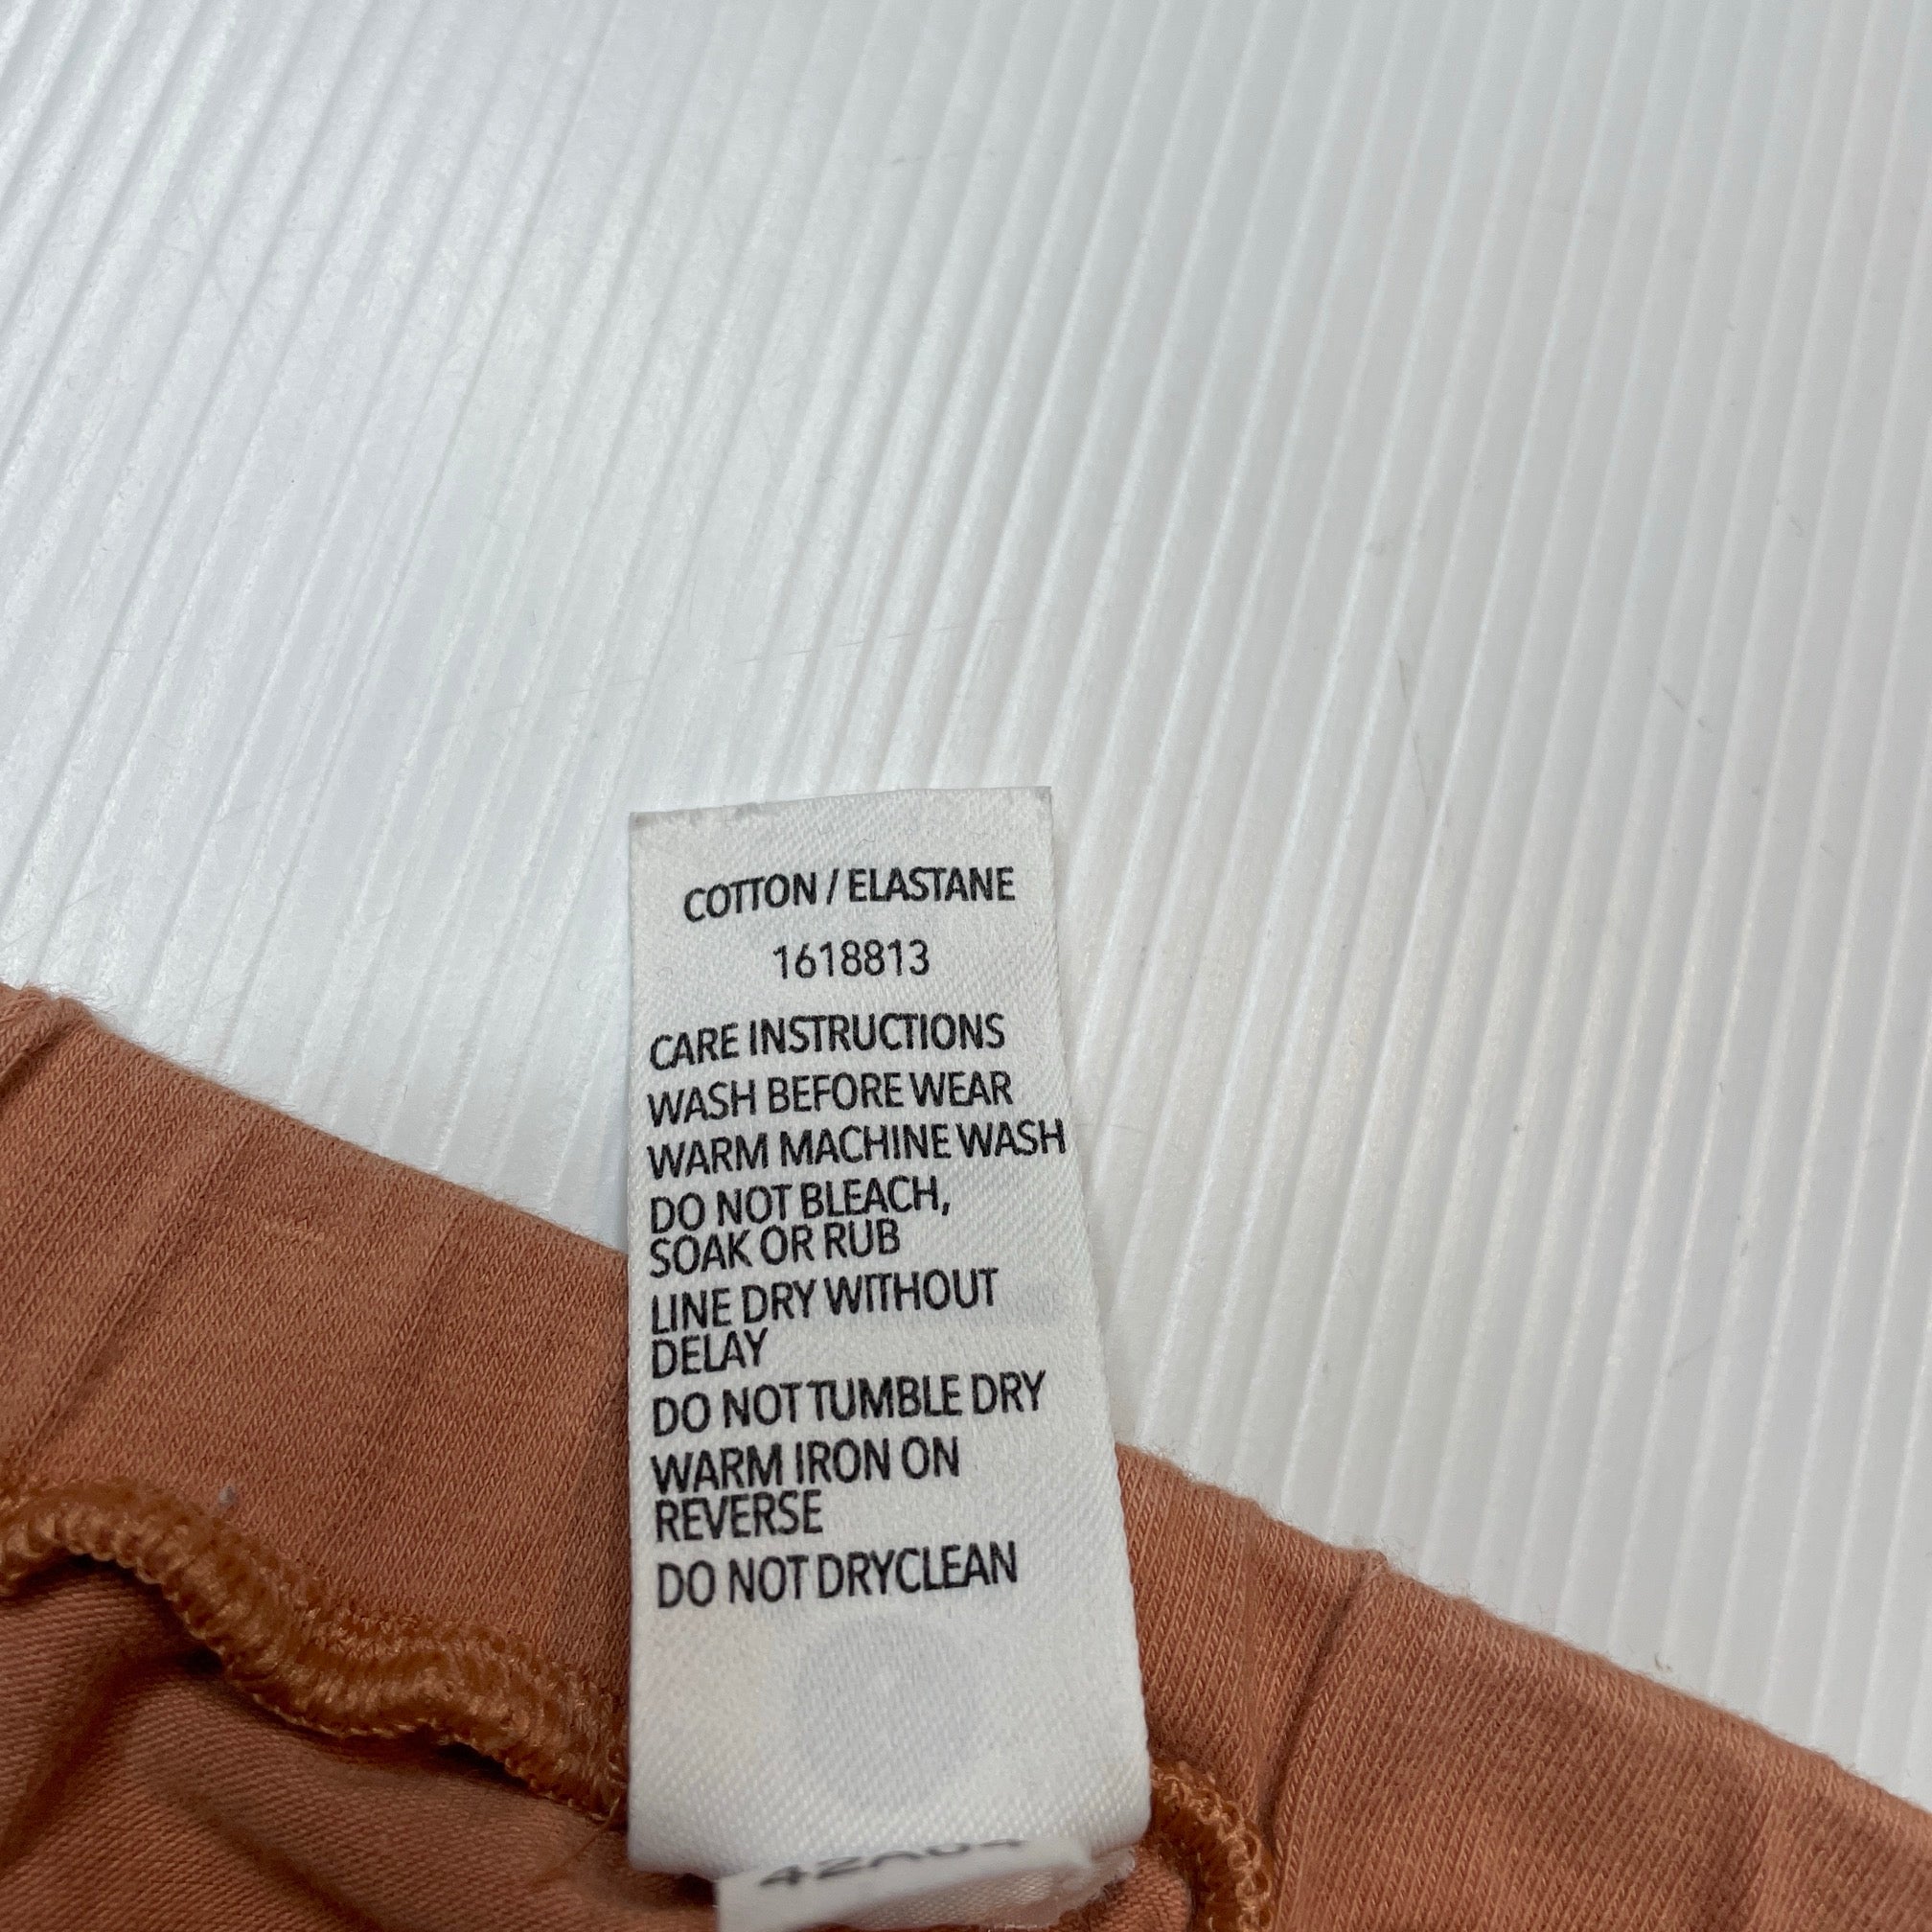 COTTON / ELASTANE
1618813
CARE INSTRUCTIONS
WASH BEFORE WEAR
WARM MACHINE WASH
DO NOT BLEACH,
SOAK OR RUB
LINE DRY WITHOUT
DELAY
DO NOT TUMBLE DRY
WARM IRON ON
REVERSE
DO NOT DRYCLEAN